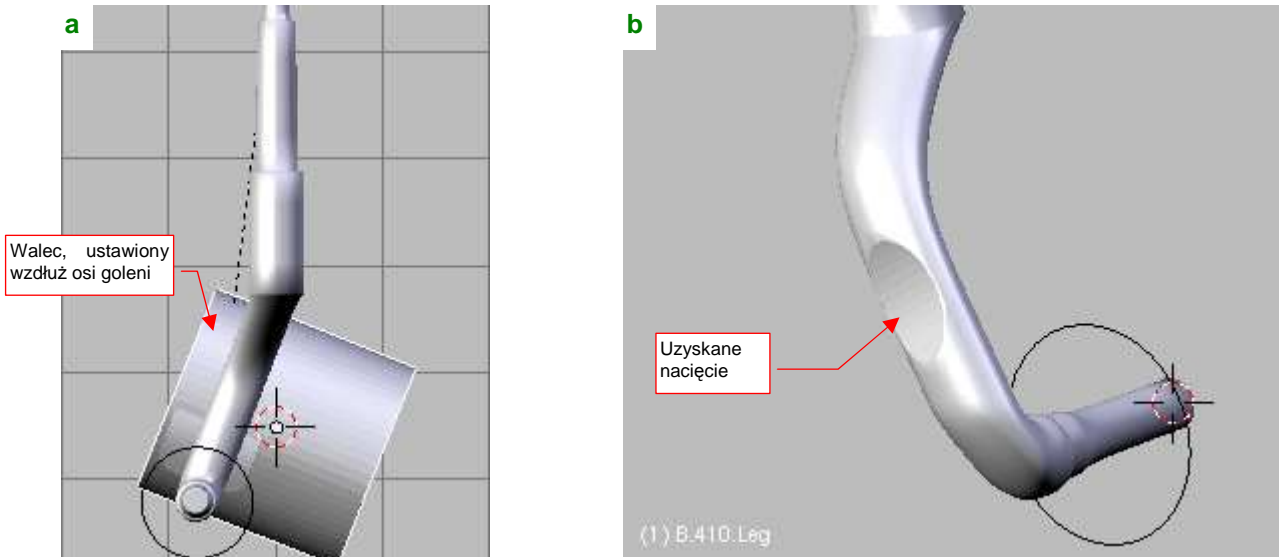 a
b
Walec, ustawiony
wzdłuż osi goleni
Uzyskane
nacięcie
(1) B.410.Leg